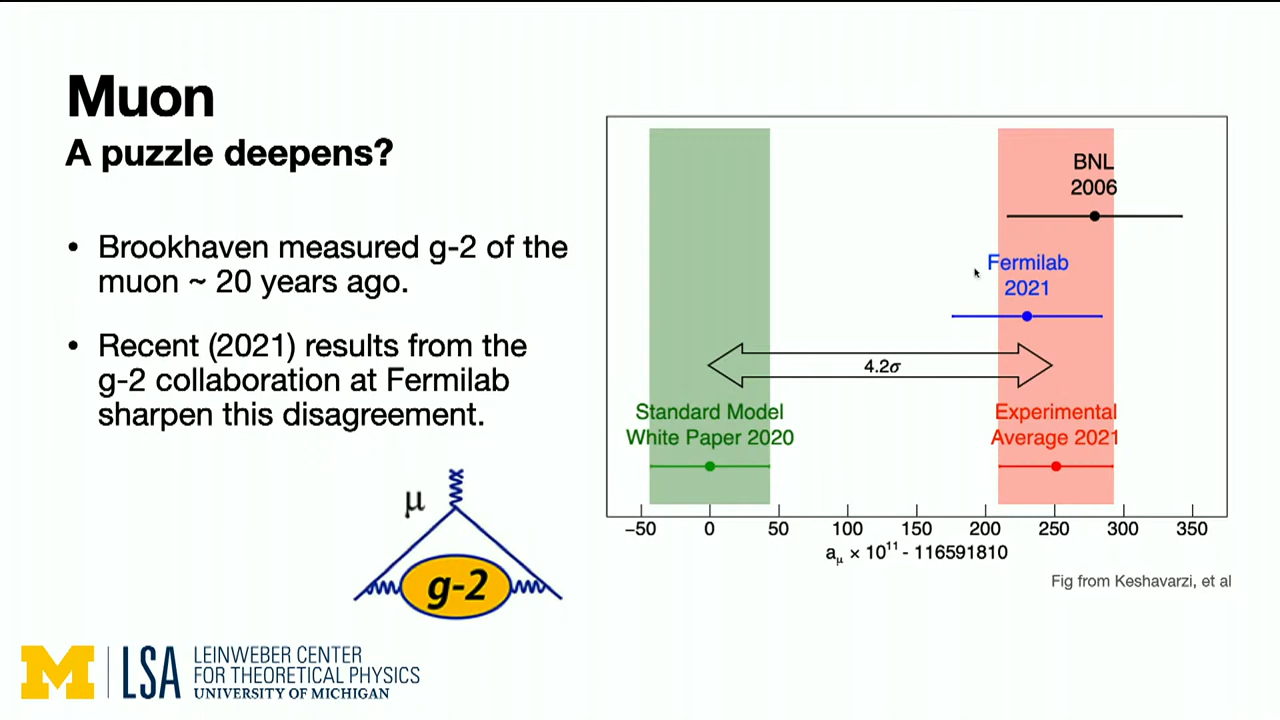 Muon
A puzzle deepens?
• Brookhaven measured g-2 of the
muon ~ 20 years ago.
• Recent (2021) results from the
g-2 collaboration at Fermilab
sharpen this disagreement.
μ
g-2
BNL
2006
Fermilab
2021
4.2σ
Standard Model
White Paper 2020
Experimental
Average 2021
−50 0 50 100 150 200 250 300 350
aμ × 10¹¹ - 116591810
Fig from Keshavarzi, et al
M LSA
LEINWEBER CENTER
FOR THEORETICAL PHYSICS
UNIVERSITY OF MICHIGAN